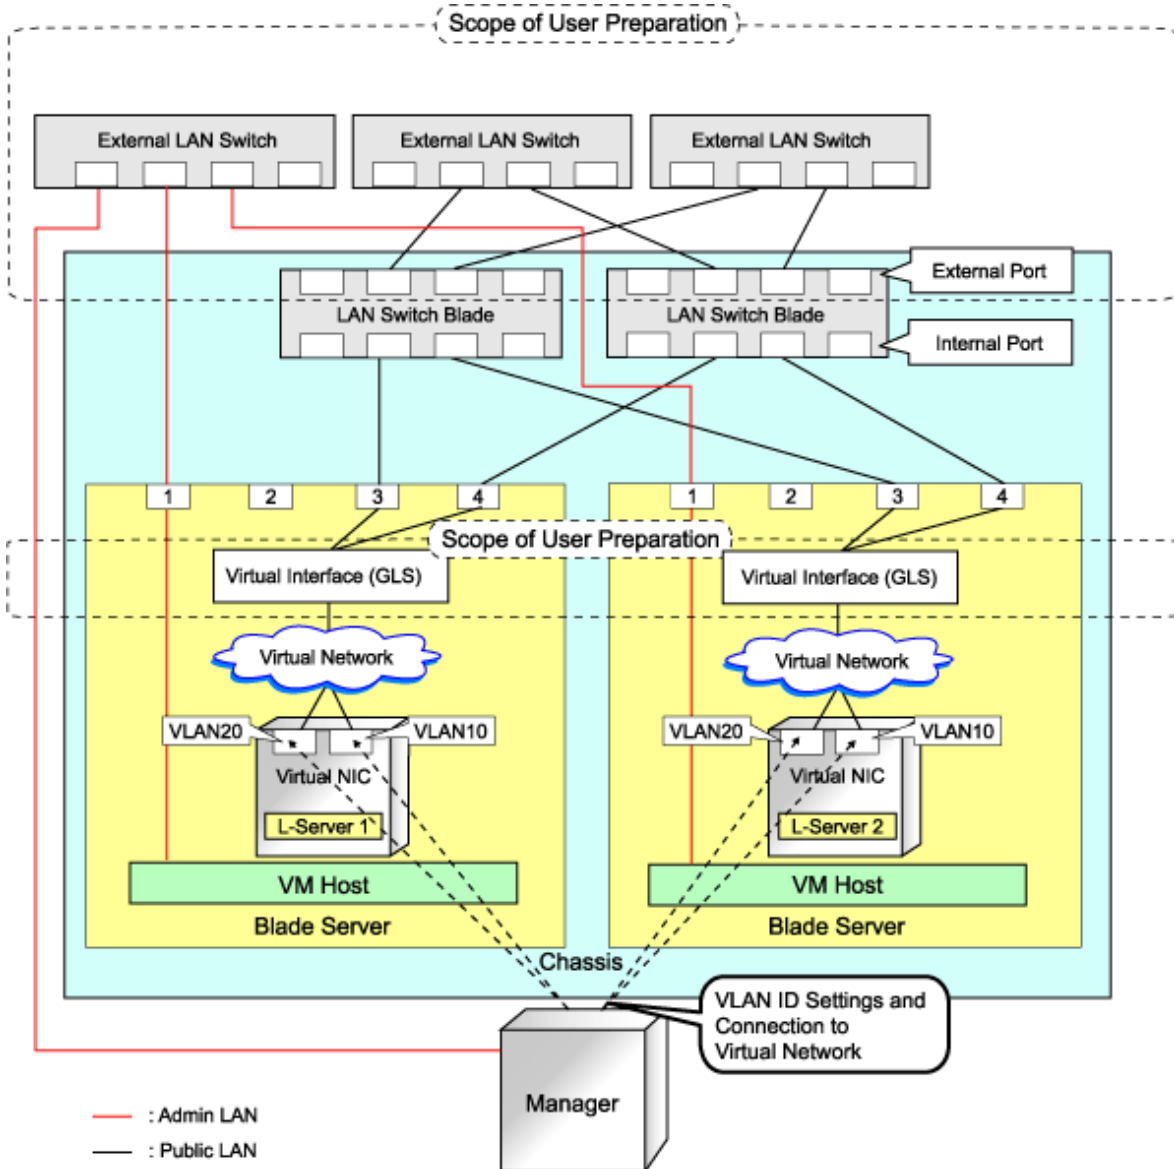 Scope of User Preparation
External LAN Switch
External LAN Switch
External LAN Switch
External Port
LAN Switch Blade
LAN Switch Blade
Internal Port
1
2
3
4
1
2
3
4
Scope of User Preparation
Virtual Interface (GLS)
Virtual Interface (GLS)
Virtual Network
Virtual Network
VLAN20
VLAN10
VLAN20
VLAN10
Virtual NIC
Virtual NIC
L-Server 1
L-Server 2
VM Host
VM Host
Blade Server
Blade Server
Chassis
VLAN ID Settings and
Connection to
Virtual Network
Manager
: Admin LAN
: Public LAN